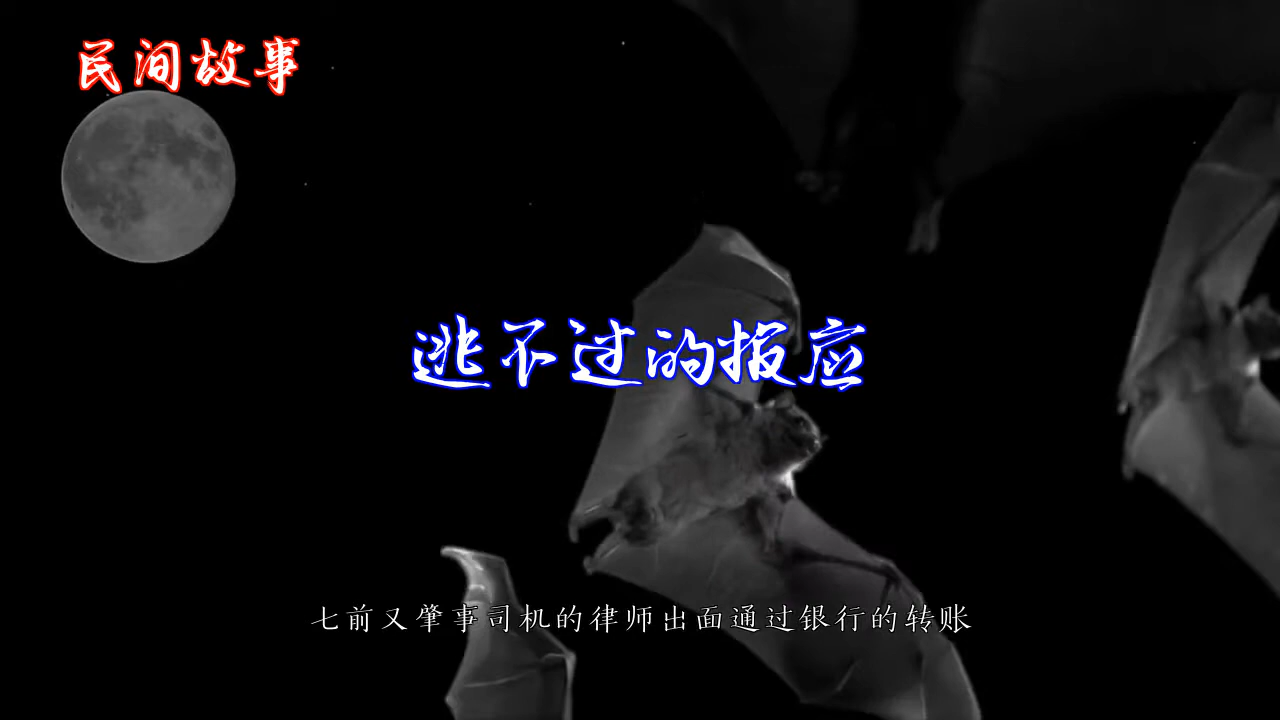 民间故事
逃不过的报应
七前又肇事司机的律师出面通过银行的转账